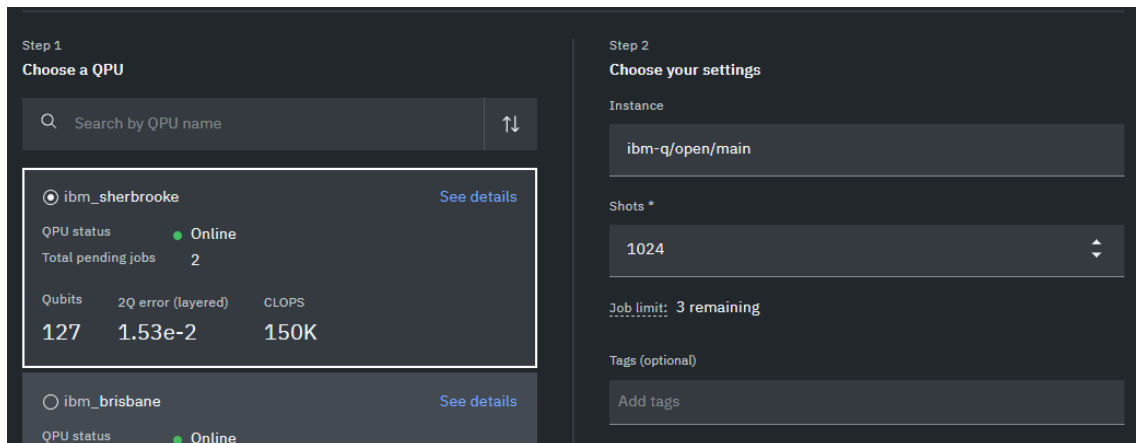 Step 1
Choose a QPU
Search by QPU name
ibm_sherbrooke See details
QPU status Online
Total pending jobs 2
Qubits 2Q error (layered) CLOPS
127 1.53e-2 150K
ibm_brisbane See details
QPU status Online
Step 2
Choose your settings
Instance
ibm-q/open/main
Shots *
1024
Job limit: 3 remaining
Tags (optional)
Add tags